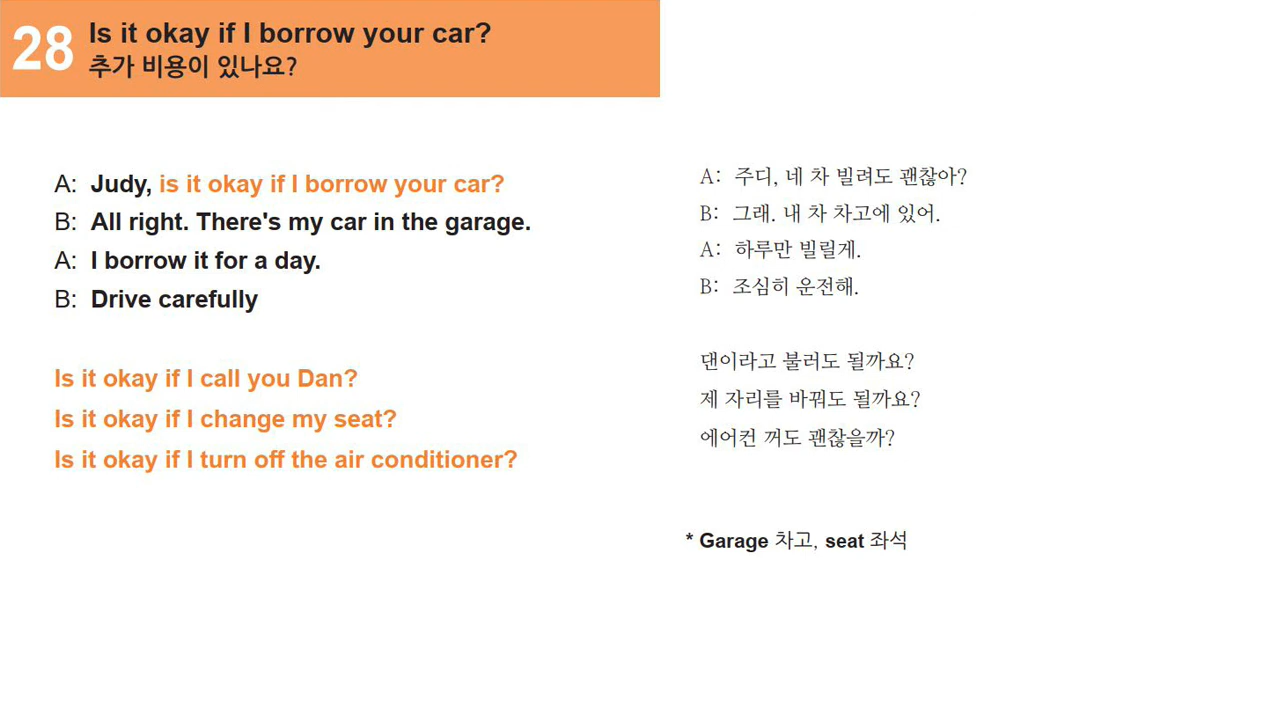 28
Is it okay if I borrow your car?
추가 비용이 있나요?
A: Judy, is it okay if I borrow your car?
B: All right. There's my car in the garage.
A: I borrow it for a day.
B: Drive carefully
Is it okay if I call you Dan?
Is it okay if I change my seat?
Is it okay if I turn off the air conditioner?
A: 주디, 네 차 빌려도 괜찮아?
B: 그래. 내 차 차고에 있어.
A: 하루만 빌릴게.
B: 조심히 운전해.
댄이라고 불러도 될까요?
제 자리를 바꿔도 될까요?
에어컨 꺼도 괜찮을까?
* Garage 차고, seat 좌석